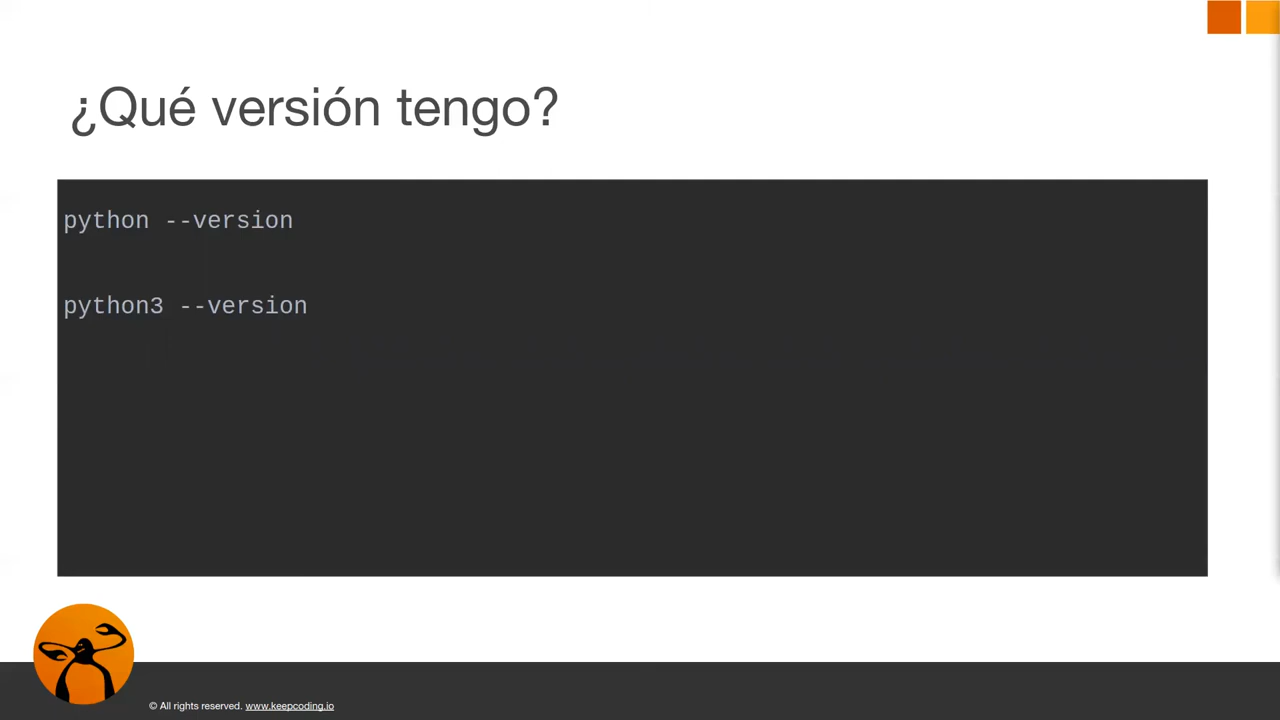 ¿Qué versión tengo?
python --version
python3 --version
© All rights reserved. www.keepcoding.io